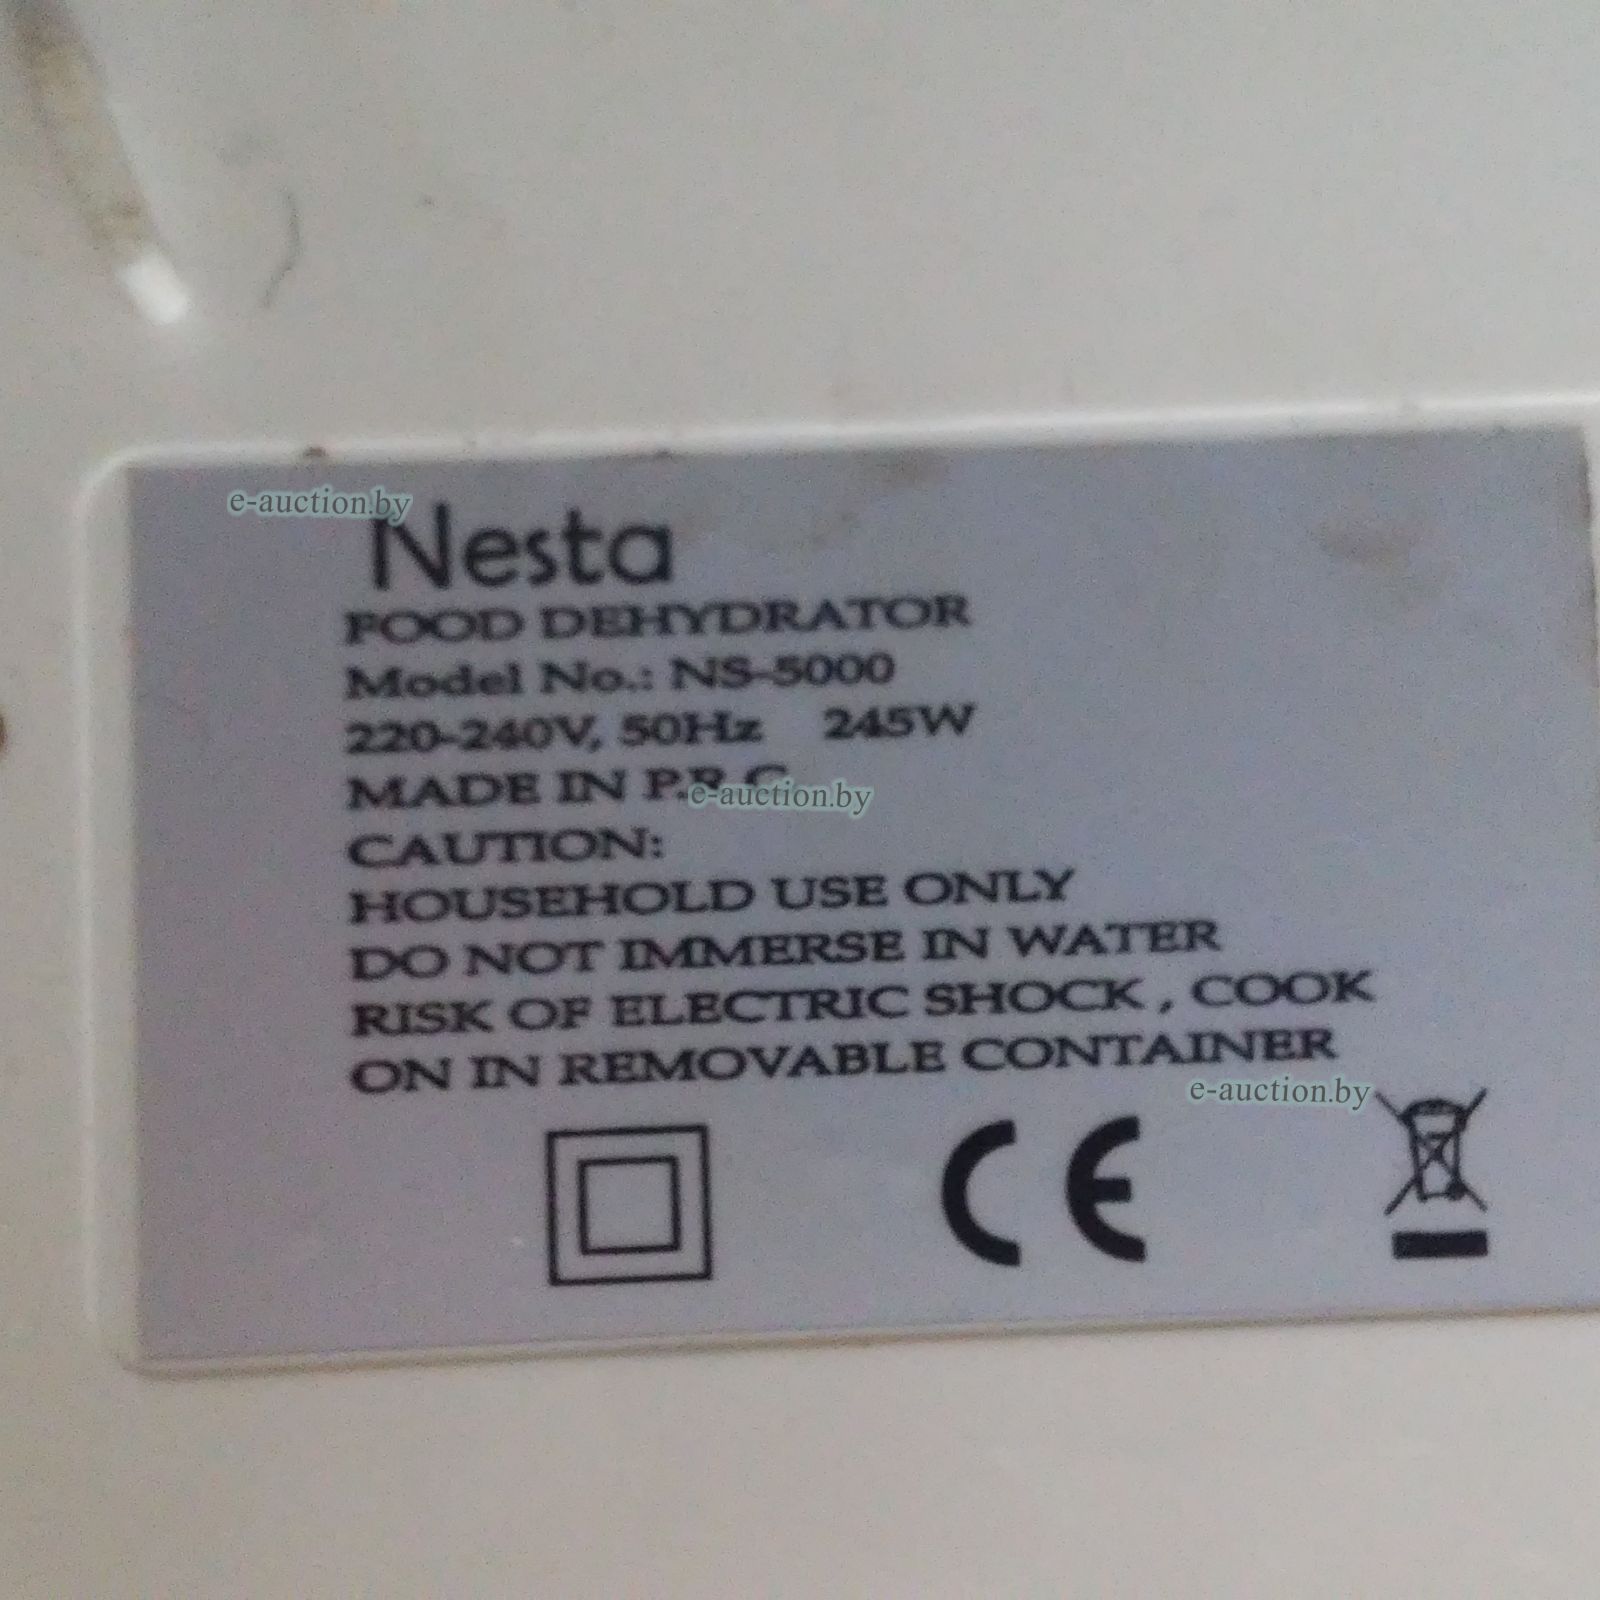 e-auction.by
Nesta
FOOD DEHYDRATOR
Model No.: NS-5000
220-240V, 50Hz 245W
MADE IN P.R.C
e-auction.by
CAUTION:
HOUSEHOLD USE ONLY
DO NOT IMMERSE IN WATER
RISK OF ELECTRIC SHOCK , COOK
ON IN REMOVABLE CONTAINER
e-auction.by
CE